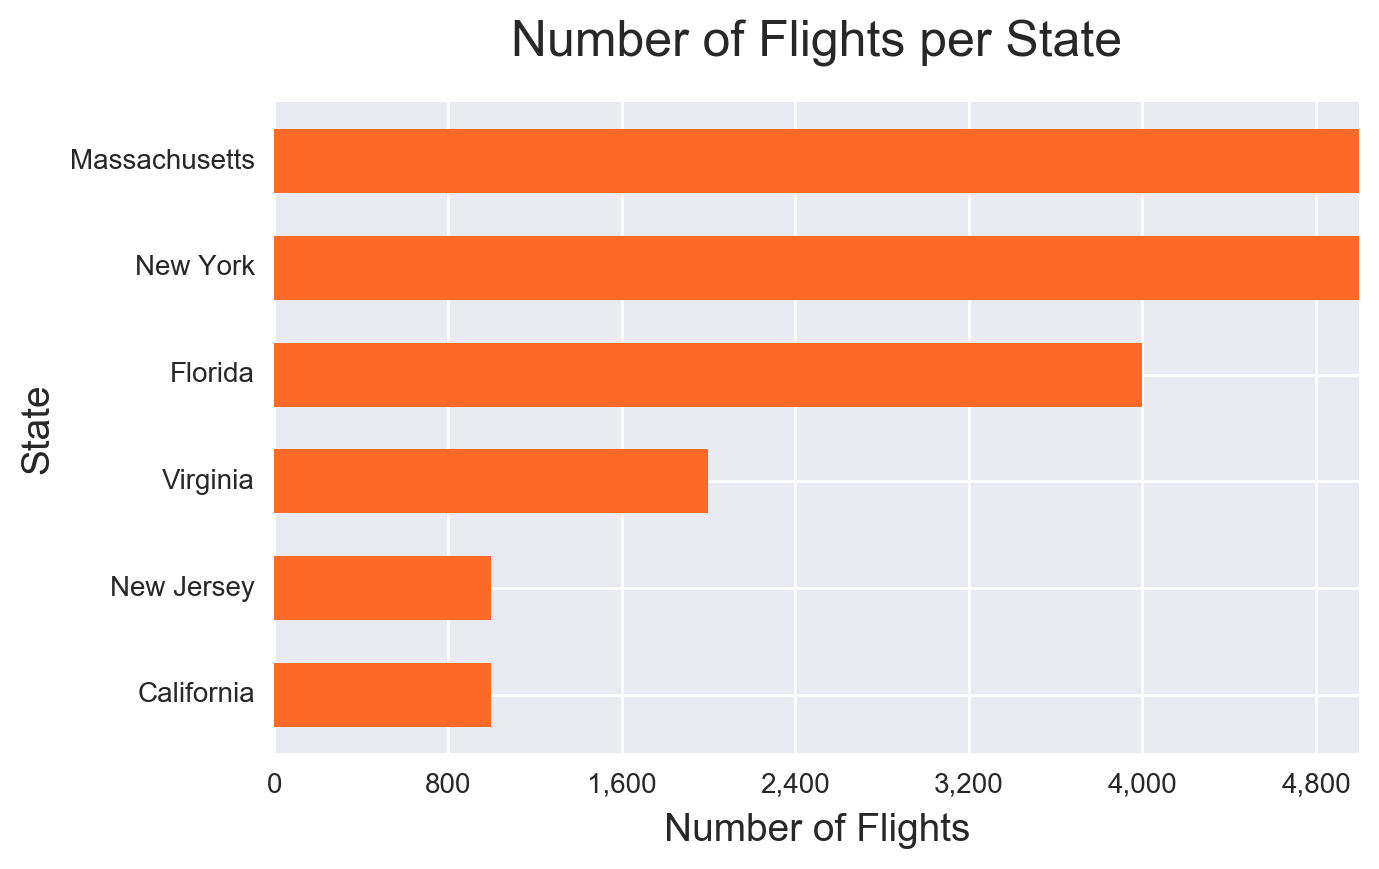 Number of Flights per State
Massachusetts
New York
Florida
Virginia
New Jersey
California
State
0 800 1,600 2,400 3,200 4,000 4,800
Number of Flights